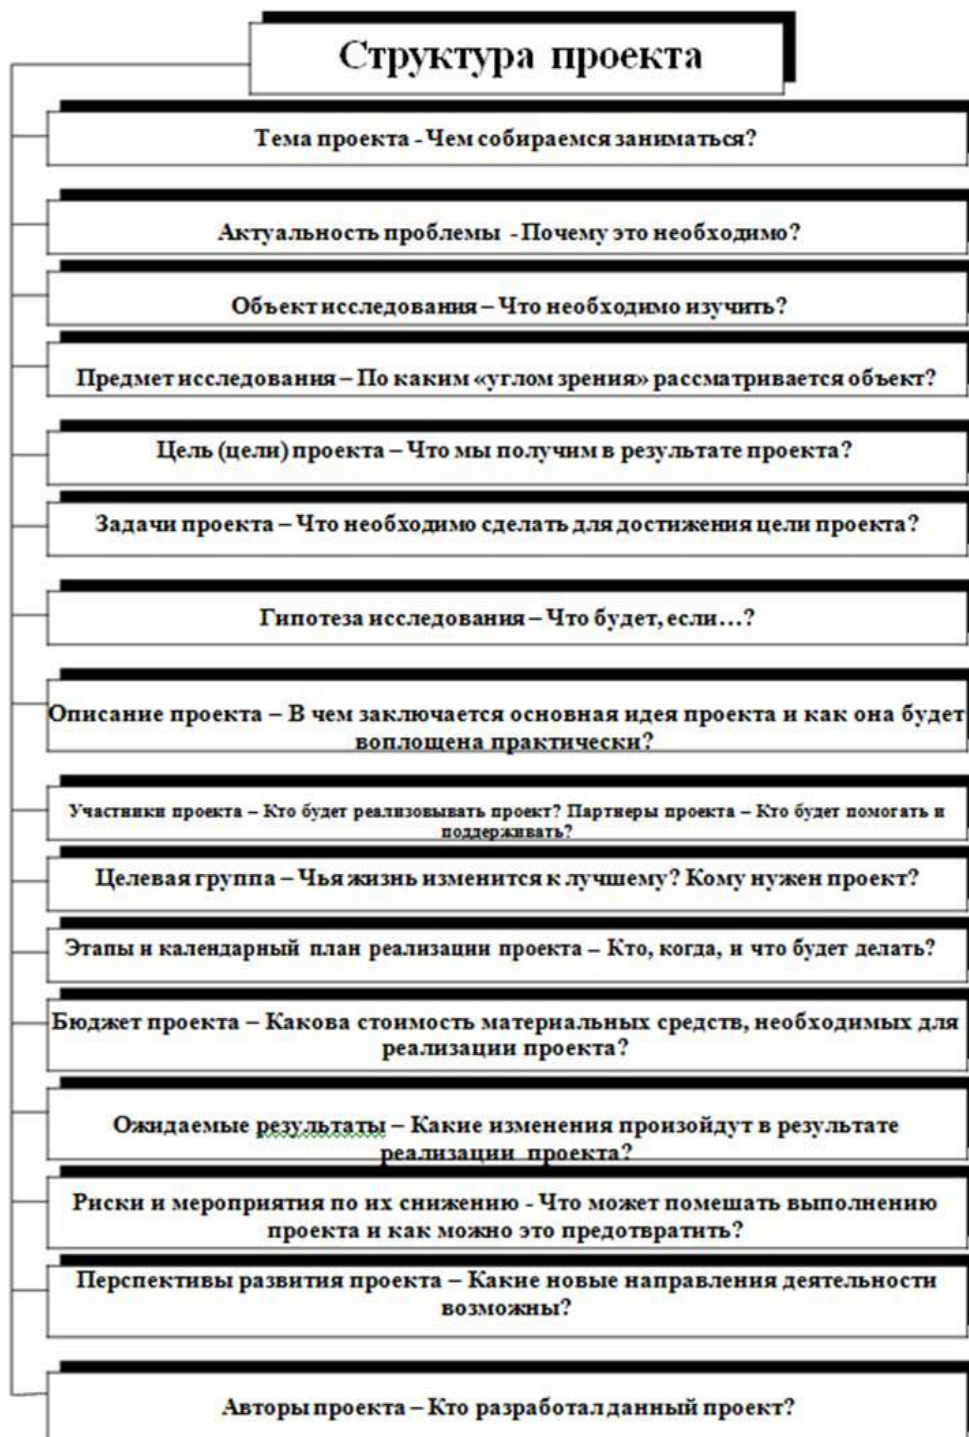 Структура проекта
Тема проекта - Чем собираемся заниматься?
Актуальность проблемы - Почему это необходимо?
Объект исследования – Что необходимо изучить?
Предмет исследования – По каким «углом зрения» рассматривается объект?
Цель (цели) проекта – Что мы получим в результате проекта?
Задачи проекта – Что необходимо сделать для достижения цели проекта?
Гипотеза исследования – Что будет, если…?
Описание проекта – В чем заключается основная идея проекта и как она будет
воплощена практически?
Участники проекта – Кто будет реализовывать проект? Партнеры проекта – Кто будет помогать и
поддерживать?
Целевая группа – Чья жизнь изменится к лучшему? Кому нужен проект?
Этапы и календарный план реализации проекта – Кто, когда, и что будет делать?
Бюджет проекта – Какова стоимость материальных средств, необходимых для
реализации проекта?
Ожидаемые результаты – Какие изменения произойдут в результате
реализации проекта?
Риски и мероприятия по их снижению - Что может помешать выполнению
проекта и как можно это предотвратить?
Перспективы развития проекта – Какие новые направления деятельности
возможны?
Авторы проекта – Кто разработал данный проект?